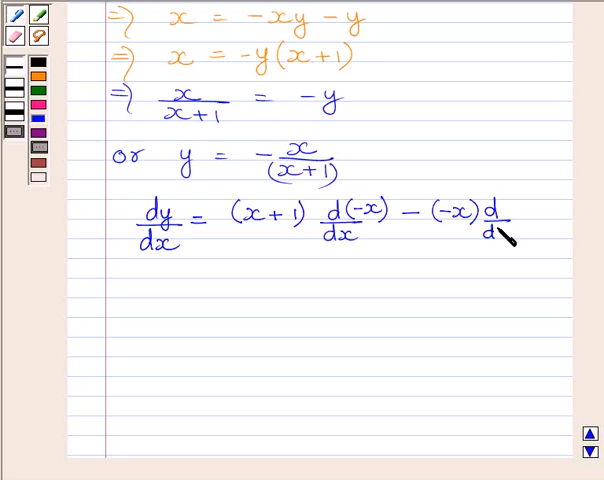 ⇒ x = -xy - y
⇒ x = -y(x+1)
⇒ x/(x+1) = -y
or y = - x/(x+1)
dy/dx = (x+1) d(-x)/dx - (-x) d/d